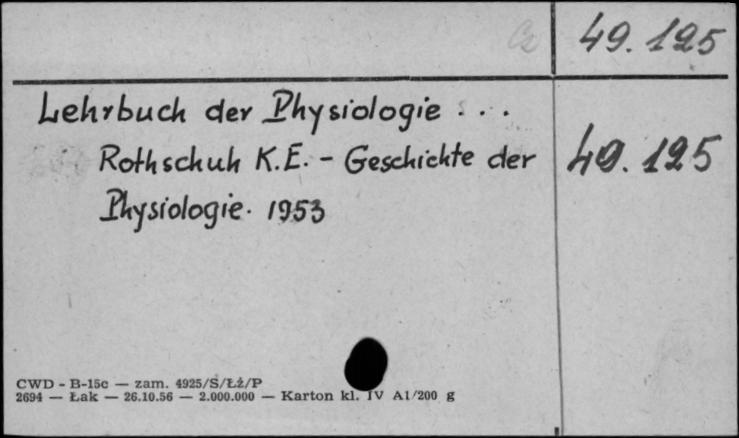 49.125
Lehrbuch der Physiologie . . .
Rothschuh K.E. - Geschichte der 49.125
Physiologie. 1953
CWD - B-15c — zam. 4925/S/ŁŻ/P
2694 — Łak — 26.10.56 — 2.000.000 — Karton kl. IV A1/200 g